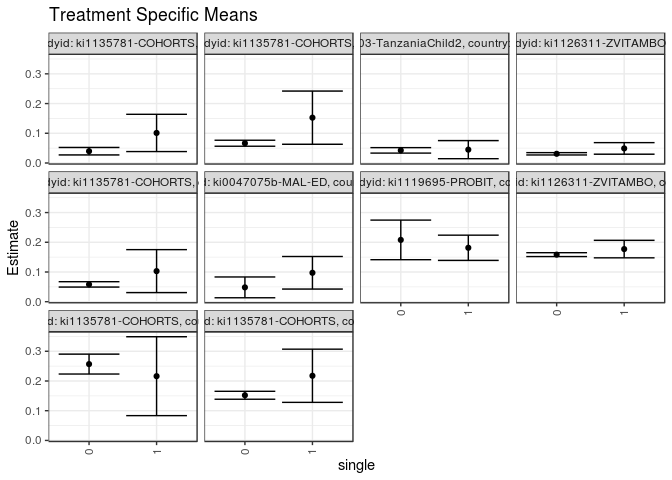 Treatment Specific Means
dyid: ki1135781-COHORTS,
dyid: ki1135781-COHORTS,
03-TanzaniaChild2, country
dyid: ki1126311-ZVITAMBO
0.3
0.2
0.1
0.0
dyid: ki1135781-COHORTS,
d: ki0047075b-MAL-ED, cou
dyid: ki1119695-PROBIT, co
dyid: ki1126311-ZVITAMBO, c
0.3
0.2
0.1
0.0
0
1
0
1
d: ki1135781-COHORTS, co
d: ki1135781-COHORTS, co
0.3
0.2
0.1
0.0
0
1
0
1
Estimate
single